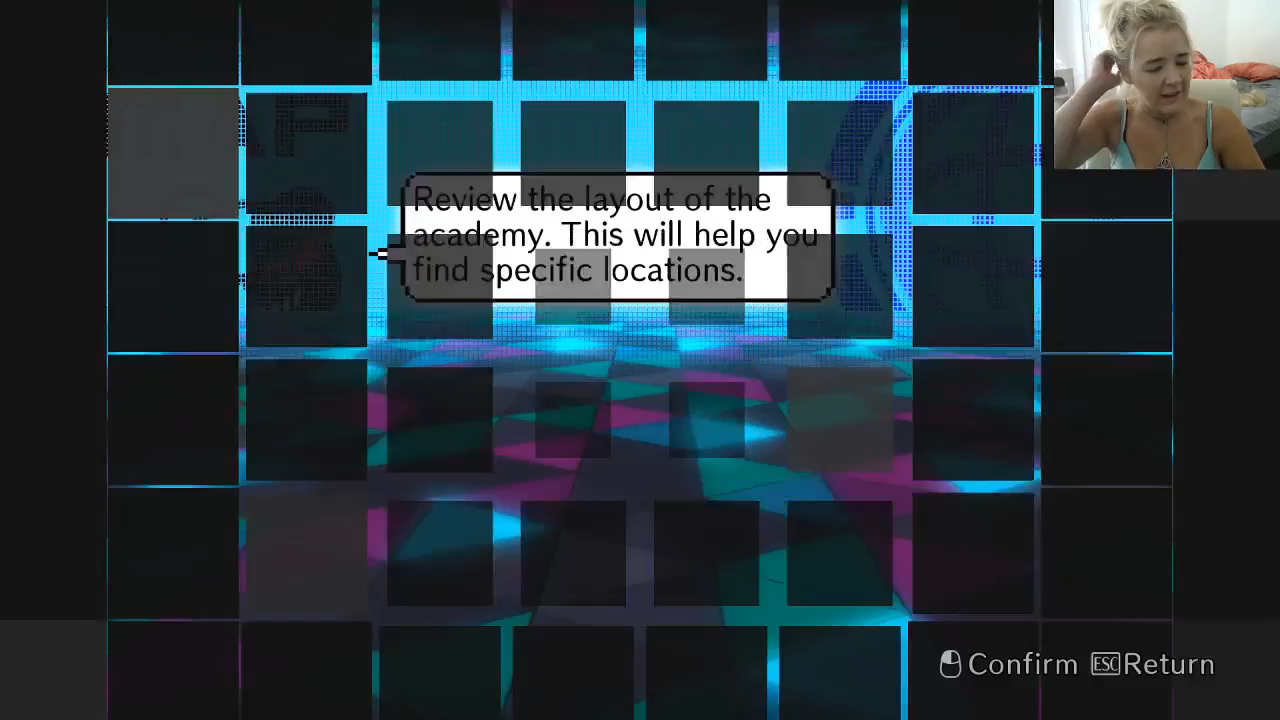 Review the layout of the
academy. This will help you
find specific locations.
Confirm ESC Return